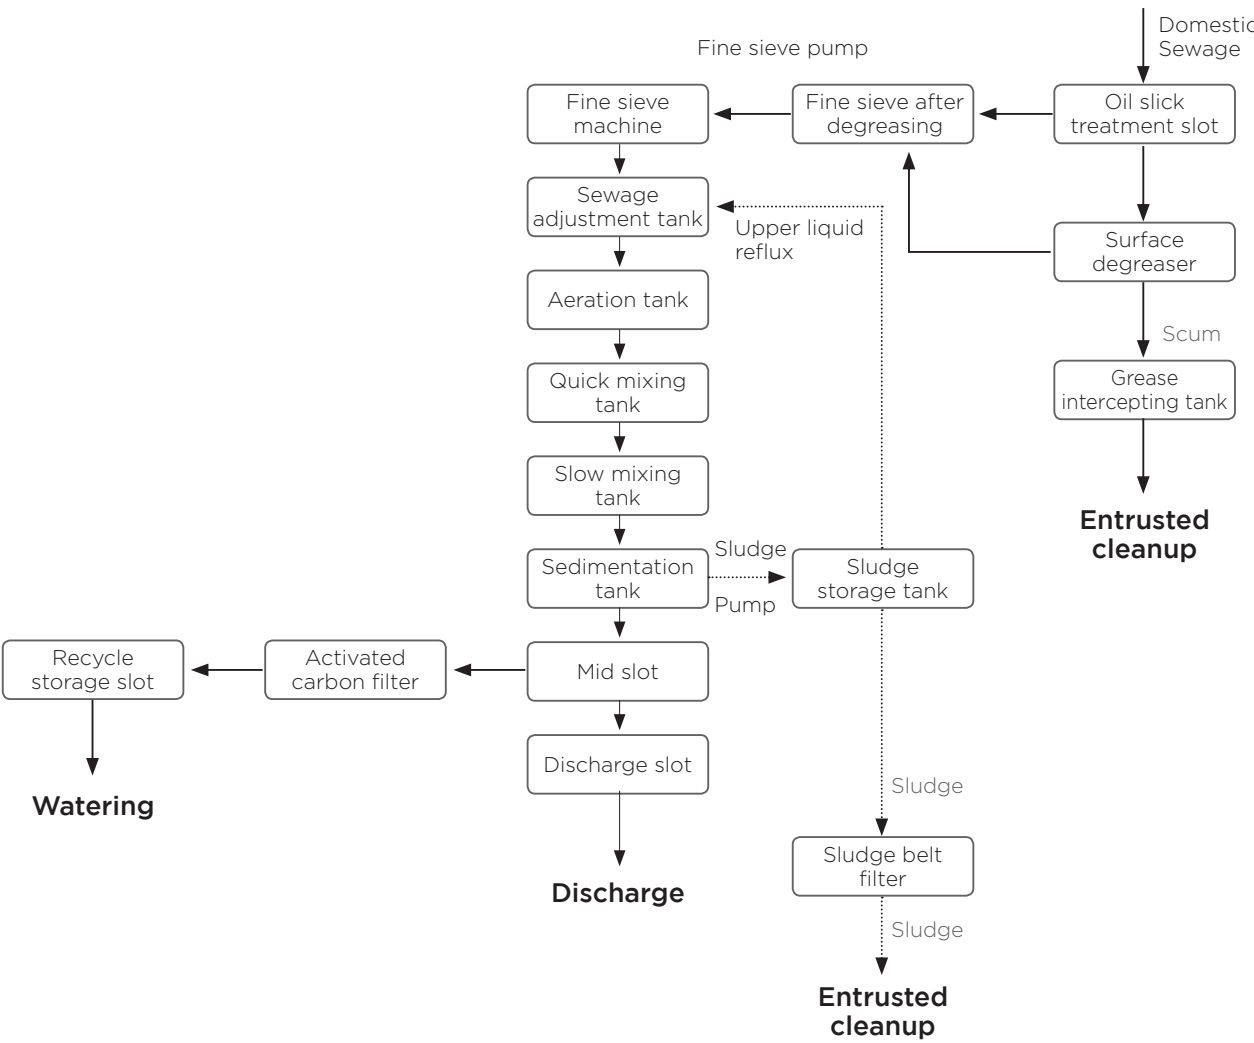 Domestic
Sewage
Fine sieve pump
Fine sieve
machine
Fine sieve after
degreasing
Oil slick
treatment slot
Sewage
adjustment tank
Upper liquid
reflux
Surface
degreaser
Aeration tank
Scum
Quick mixing
tank
Grease
intercepting tank
Slow mixing
tank
Entrusted
cleanup
Sedimentation
tank
Sludge
Pump
Sludge
storage tank
Recycle
storage slot
Activated
carbon filter
Mid slot
Discharge slot
Sludge
Watering
Sludge belt
filter
Discharge
Sludge
Entrusted
cleanup